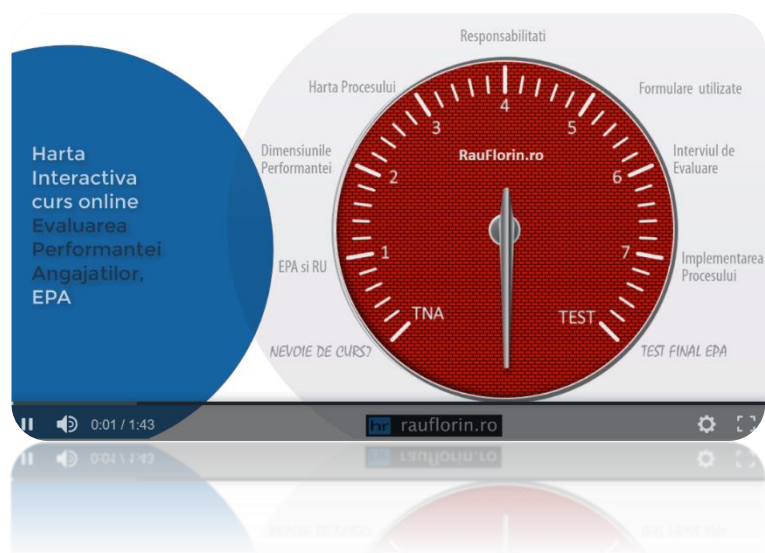 Harta
Interactiva
curs online
Evaluarea
Performantei
Angajatilor,
EPA
Responsabilitati
Harta Procesului
Formulare utilizate
Dimensiunile
Performantei
Interviul de
Evaluare
EPA si RU
Implementarea
Procesului
NEVOIE DE CURS?
TEST FINAL EPA
4
3
5
RauFlorin.ro
2
6
1
7
TNA
TEST
0:01 / 1:43
hr rauflorin.ro